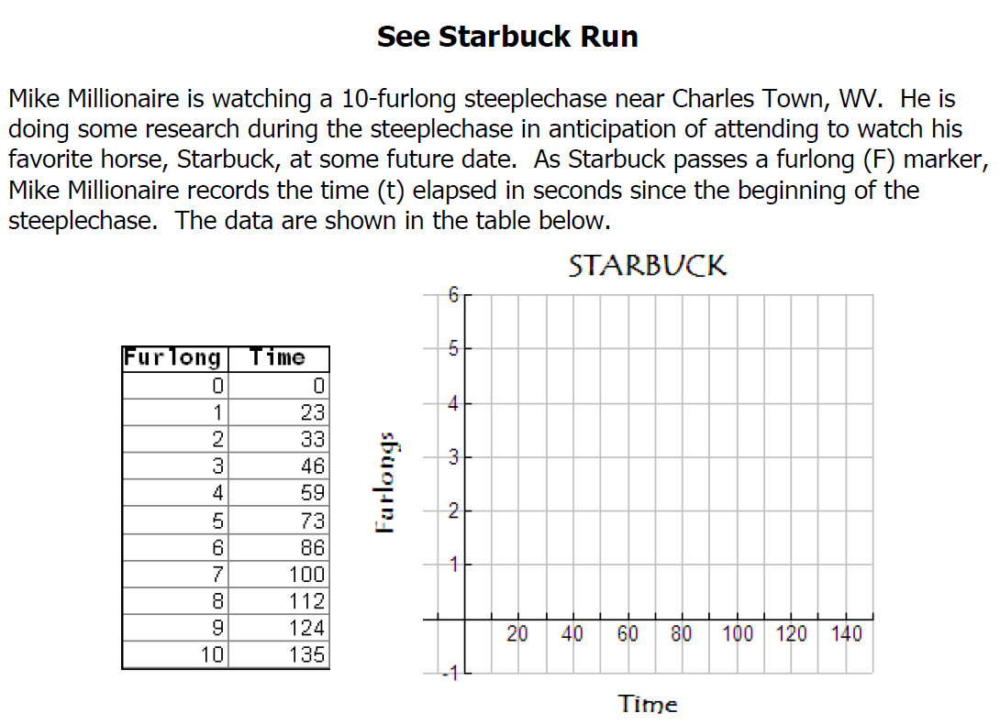 See Starbuck Run
Mike Millionaire is watching a 10-furlong steeplechase near Charles Town, WV. He is
doing some research during the steeplechase in anticipation of attending to watch his
favorite horse, Starbuck, at some future date. As Starbuck passes a furlong (F) marker,
Mike Millionaire records the time (t) elapsed in seconds since the beginning of the
steeplechase. The data are shown in the table below.
Furlong Time
0 0
1 23
2 33
3 46
4 59
5 73
6 86
7 100
8 112
9 124
10 135
STARBUCK
Furlongs
6
5
4
3
2
1
-1
20 40 60 80 100 120 140
Time